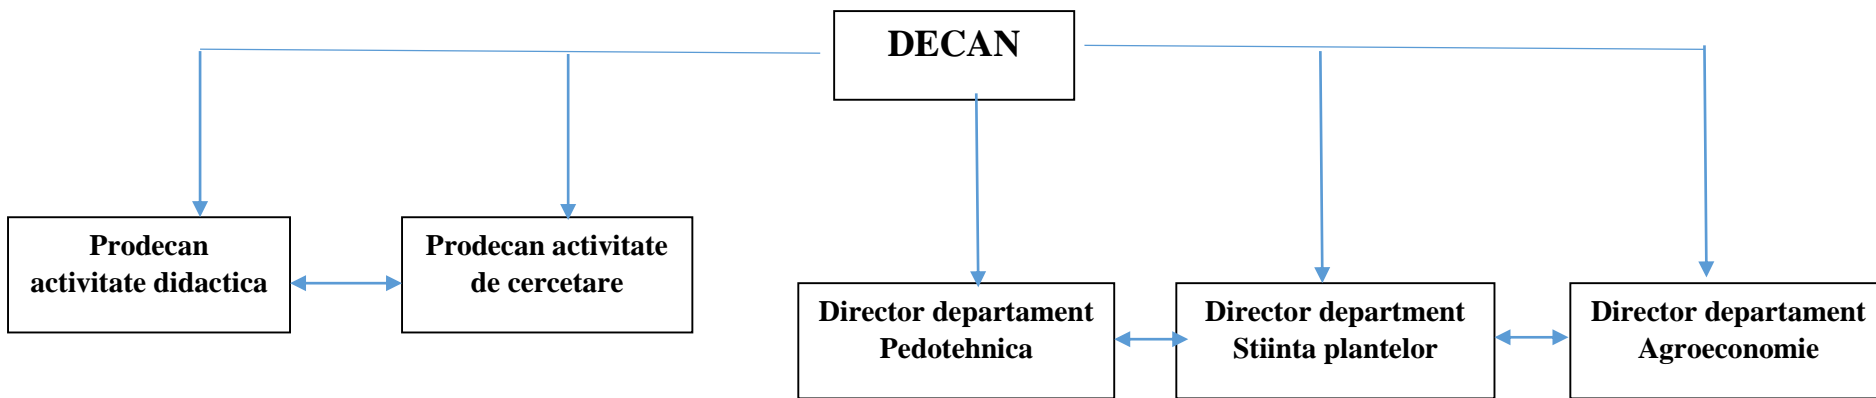 DECAN
Prodecan
activitate didactica
Prodecan activitate
de cercetare
Director departament
Pedotehnica
Director department
Stiinta plantelor
Director departament
Agroeconomie